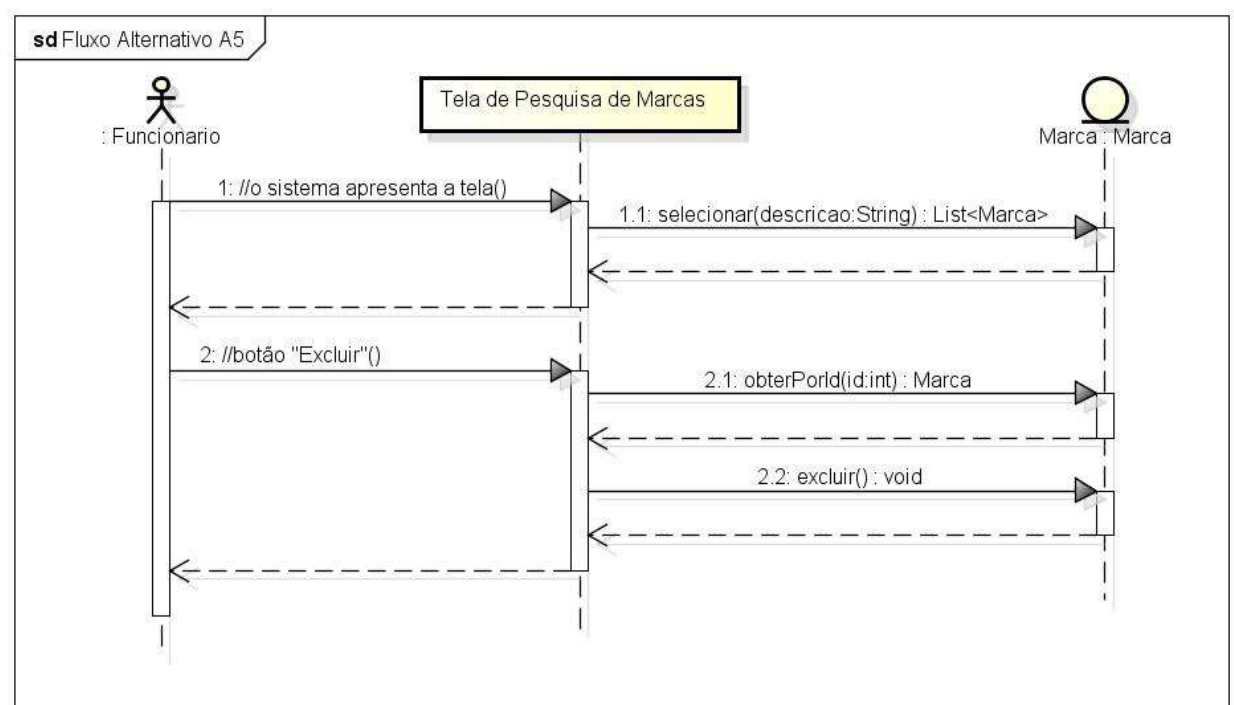 sd Fluxo Alternativo A5
Tela de Pesquisa de Marcas
: Funcionario
Marca : Marca
1: //o sistema apresenta a tela()
1.1: selecionar(descricao:String) : List<Marca>
2: //botão "Excluir"()
2.1: obterPorId(id:int) : Marca
2.2: excluir() : void